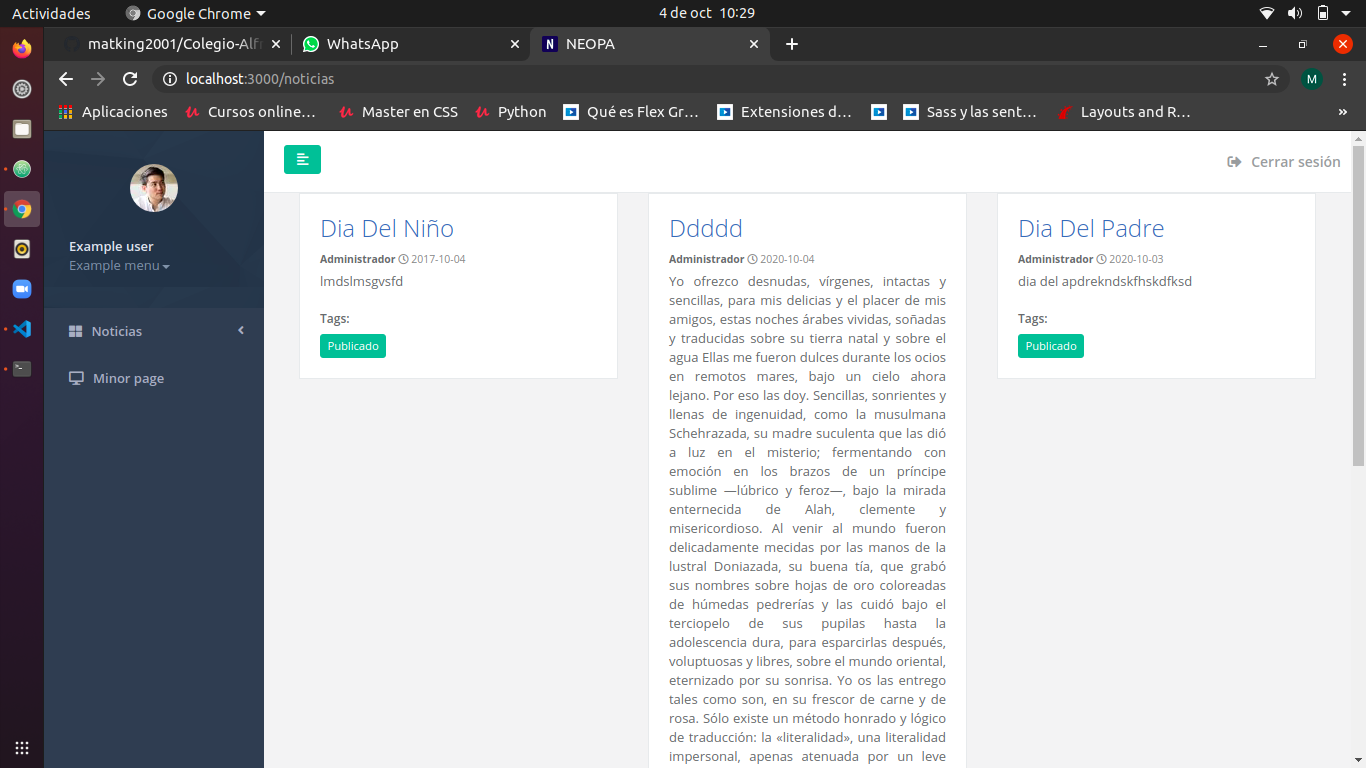 Actividades
Google Chrome
4 de oct 10:29
matking2001/Colegio-Alf
WhatsApp
NEOPA
localhost:3000/noticias
M
Aplicaciones
Cursos online…
Master en CSS
Python
Qué es Flex Gr…
Extensiones d…
Sass y las sent…
Layouts and R…
»
Example user
Example menu
Noticias
Minor page
Cerrar sesión
Dia Del Niño
Administrador 2017-10-04
lmdslmsgvsfd
Tags:
Publicado
Ddddd
Administrador 2020-10-04
Yo ofrezco desnudas, vírgenes, intactas y
sencillas, para mis delicias y el placer de mis
amigos, estas noches árabes vividas, soñadas
y traducidas sobre su tierra natal y sobre el
agua Ellas me fueron dulces durante los ocios
en remotos mares, bajo un cielo ahora
lejano. Por eso las doy. Sencillas, sonrientes y
llenas de ingenuidad, como la musulmana
Schehrazada, su madre suculenta que las dió
a luz en el misterio; fermentando con
emoción en los brazos de un príncipe
sublime —lúbrico y feroz—, bajo la mirada
enternecida de Alah, clemente y
misericordioso. Al venir al mundo fueron
delicadamente mecidas por las manos de la
lustral Doniazada, su buena tía, que grabó
sus nombres sobre hojas de oro coloreadas
de húmedas pedrerías y las cuidó bajo el
terciopelo de sus pupilas hasta la
adolescencia dura, para esparcirlas después,
voluptuosas y libres, sobre el mundo oriental,
eternizado por su sonrisa. Yo os las entrego
tales como son, en su frescor de carne y de
rosa. Sólo existe un método honrado y lógico
de traducción: la «literalidad», una literalidad
impersonal, apenas atenuada por un leve
Dia Del Padre
Administrador 2020-10-03
dia del apdrekndskfhskdfksd
Tags:
Publicado